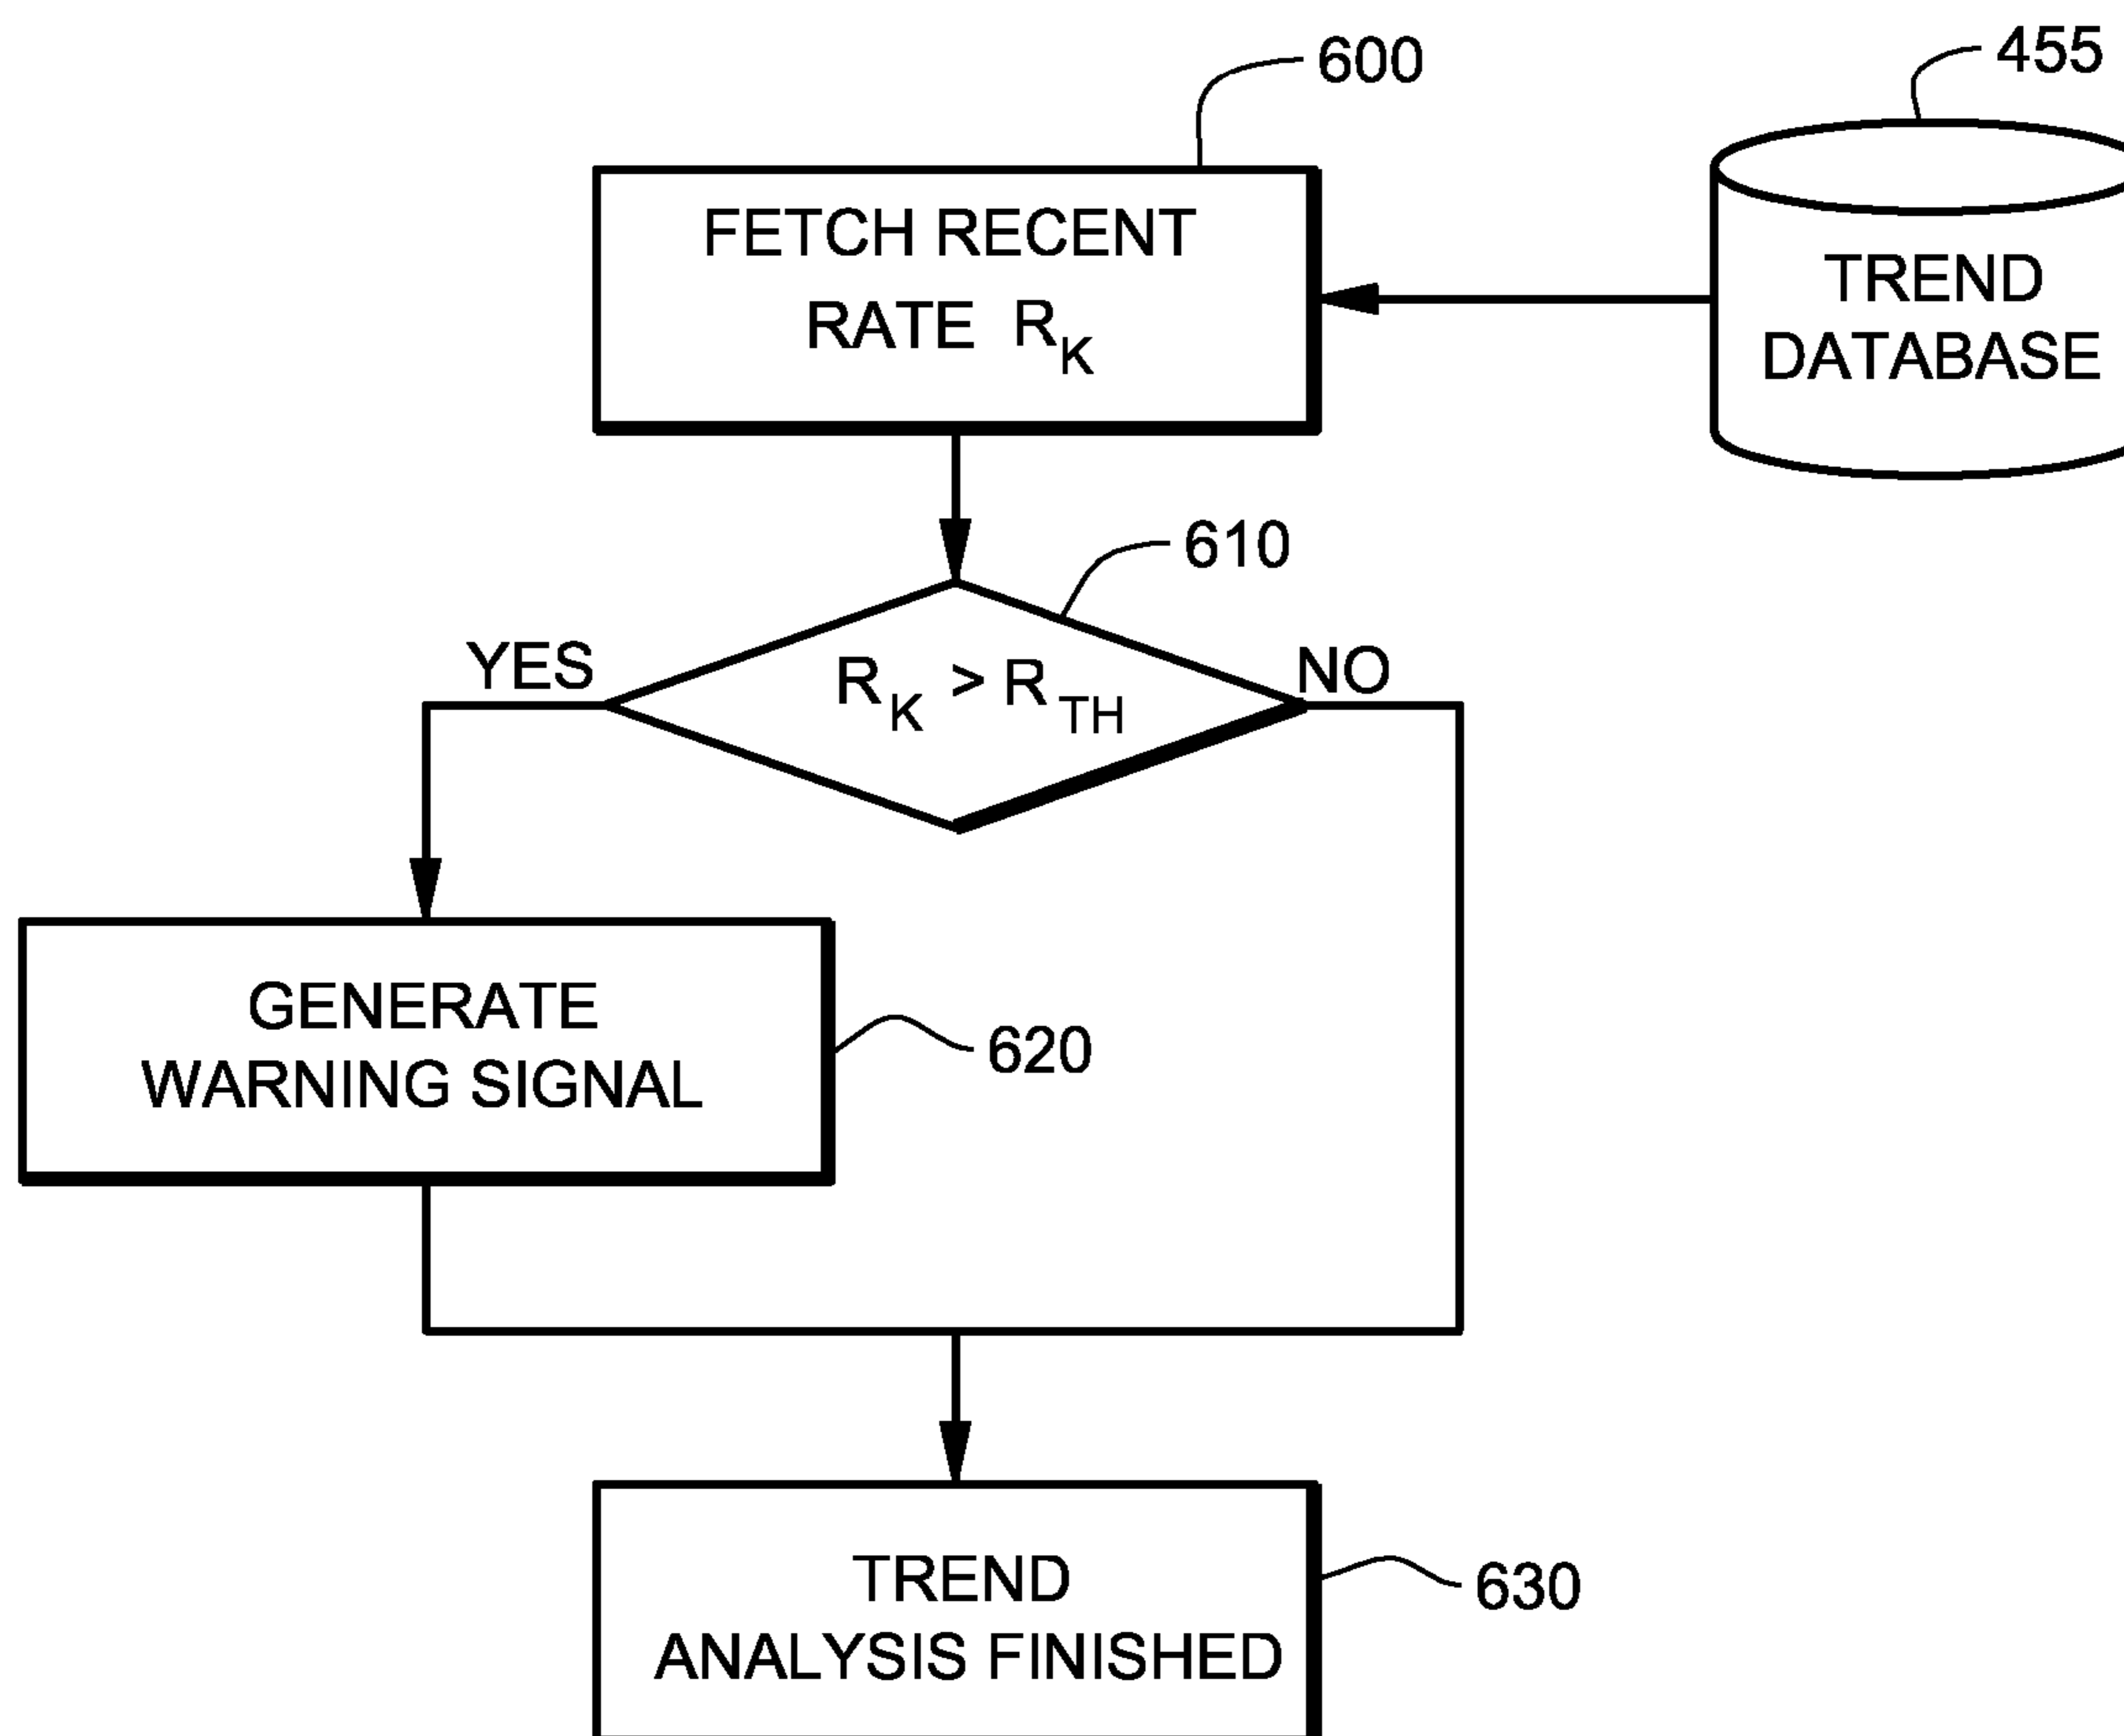 600
455
FETCH RECENT
RATE R_K
TREND
DATABASE
610
YES
R_K > R_TH
NO
GENERATE
WARNING SIGNAL
620
TREND
ANALYSIS FINISHED
630